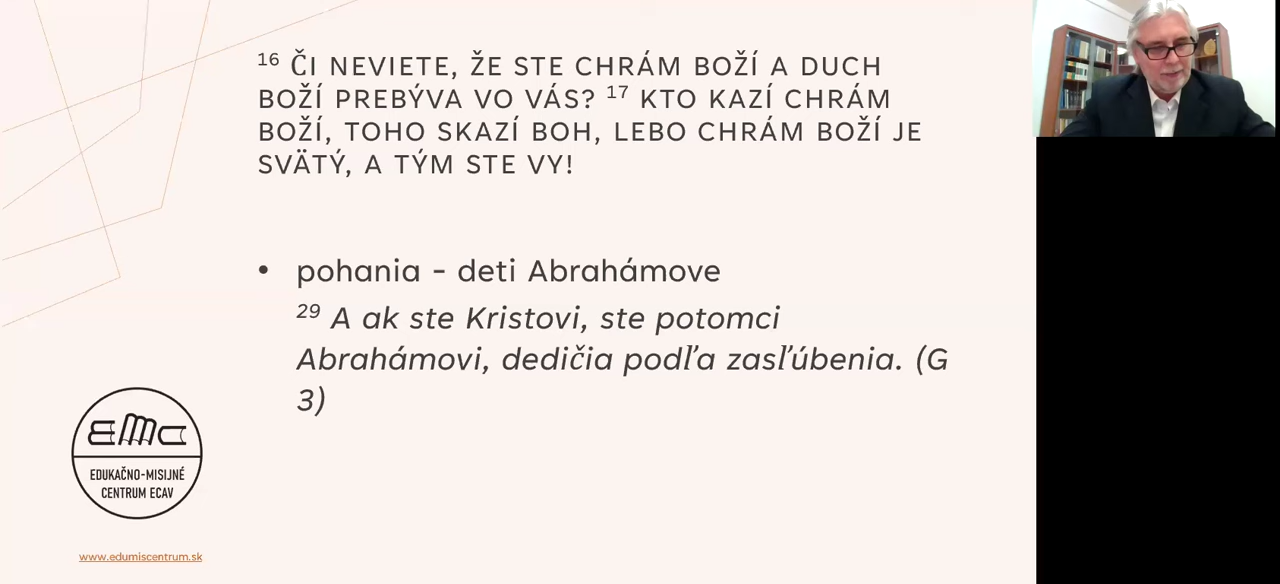 ¹⁶ ČI NEVIETE, ŽE STE CHRÁM BOŽÍ A DUCH
BOŽÍ PREBÝVA VO VÁS? ¹⁷ KTO KAZÍ CHRÁM
BOŽÍ, TOHO SKAZÍ BOH, LEBO CHRÁM BOŽÍ JE
SVÄTÝ, A TÝM STE VY!
• pohania - deti Abrahámove
²⁹ A ak ste Kristovi, ste potomci
Abrahámovi, dedičia podľa zasľúbenia. (G
3)
EMC
EDUKAČNO-MISIJNÉ
CENTRUM ECAV
www.edumiscentrum.sk